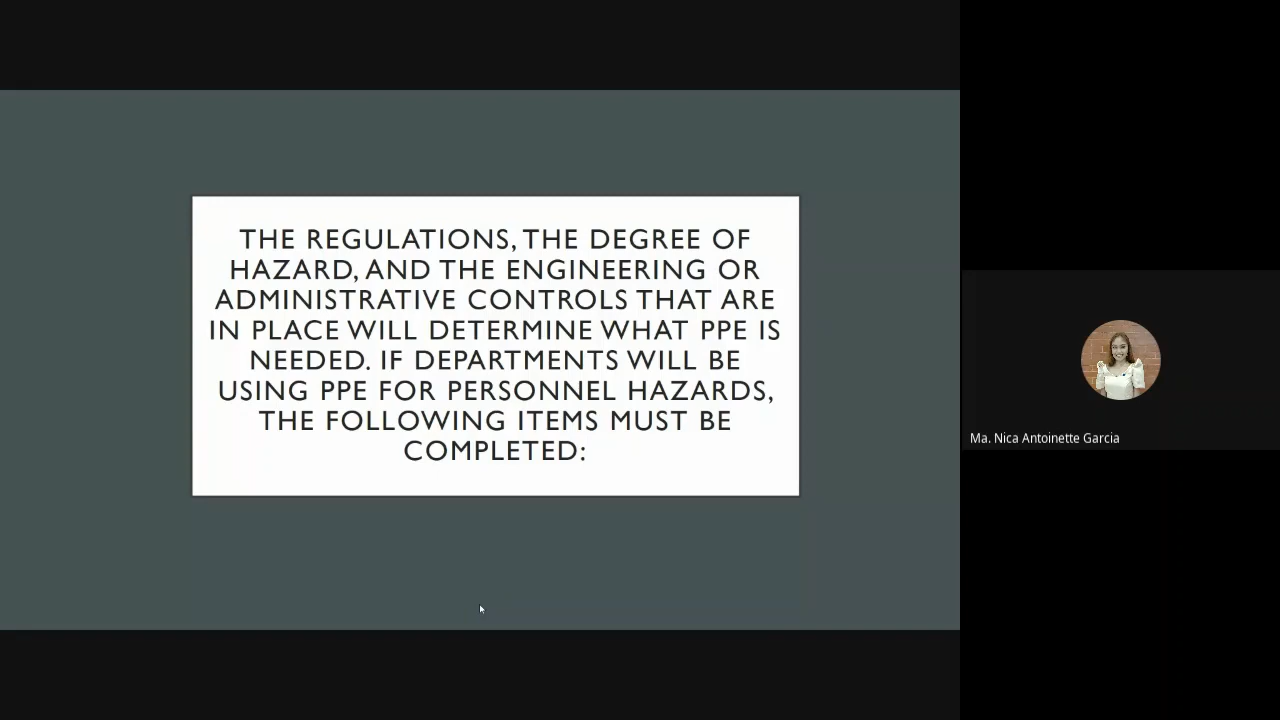 THE REGULATIONS, THE DEGREE OF
HAZARD, AND THE ENGINEERING OR
ADMINISTRATIVE CONTROLS THAT ARE
IN PLACE WILL DETERMINE WHAT PPE IS
NEEDED. IF DEPARTMENTS WILL BE
USING PPE FOR PERSONNEL HAZARDS,
THE FOLLOWING ITEMS MUST BE
COMPLETED:
Ma. Nica Antoinette Garcia